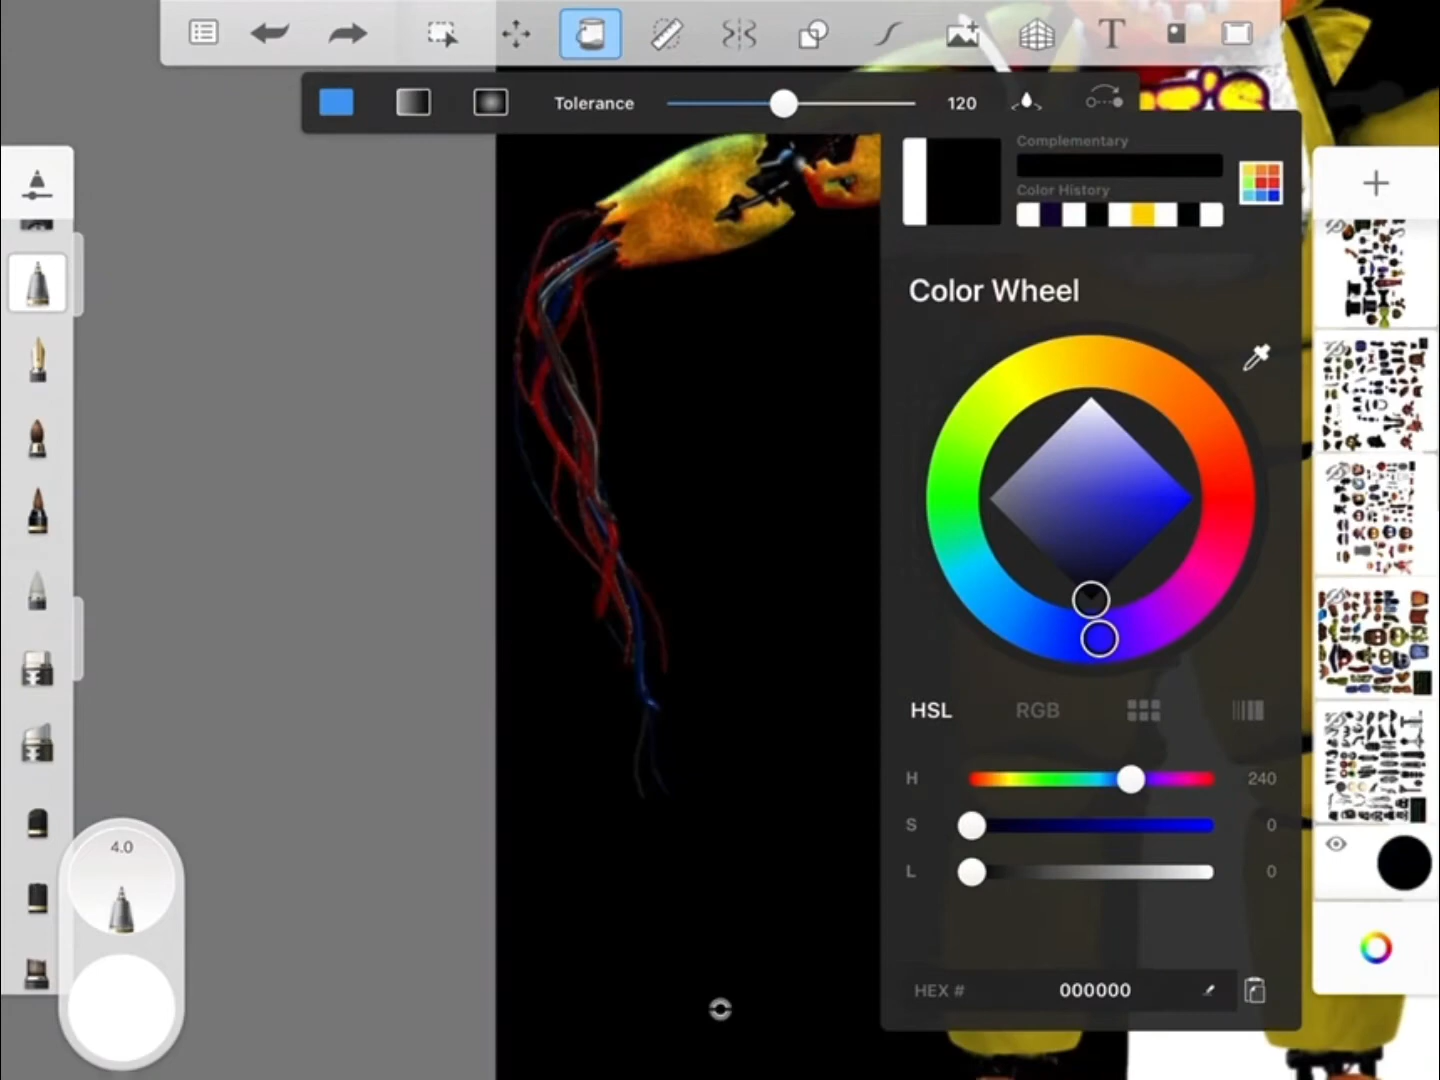 T
Tolerance 120
Complementary
Color History
Color Wheel
HSL RGB
H 240
S 0
L 0
HEX # 000000
4.0